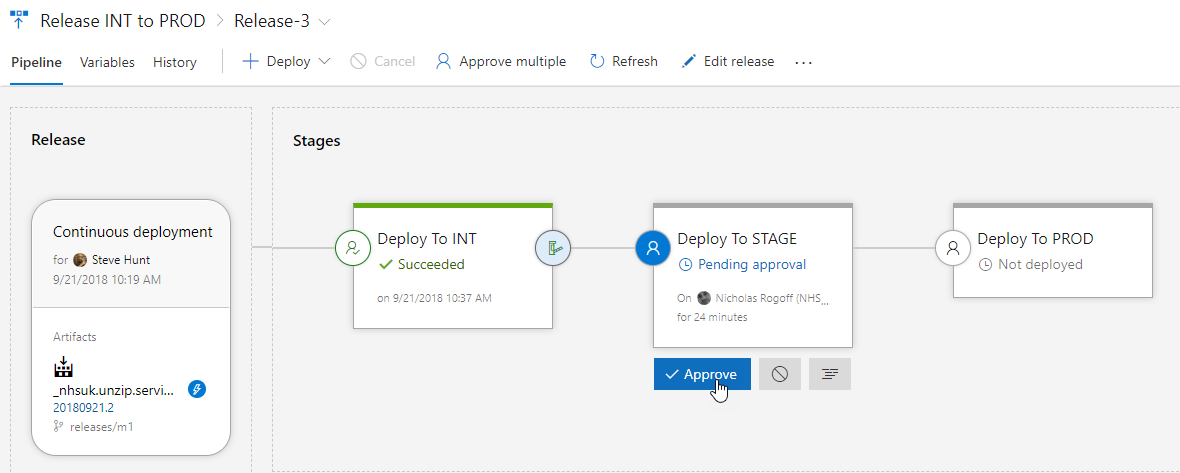 Release INT to PROD > Release-3
Pipeline Variables History + Deploy Cancel Approve multiple Refresh Edit release ...
Release
Stages
Continuous deployment
for Steve Hunt
9/21/2018 10:19 AM
Artifacts
_nhsuk.unzip.servi...
20180921.2
releases/m1
Deploy To INT
Succeeded
on 9/21/2018 10:37 AM
Deploy To STAGE
Pending approval
On Nicholas Rogoff (NHS_...
for 24 minutes
Approve
Deploy To PROD
Not deployed